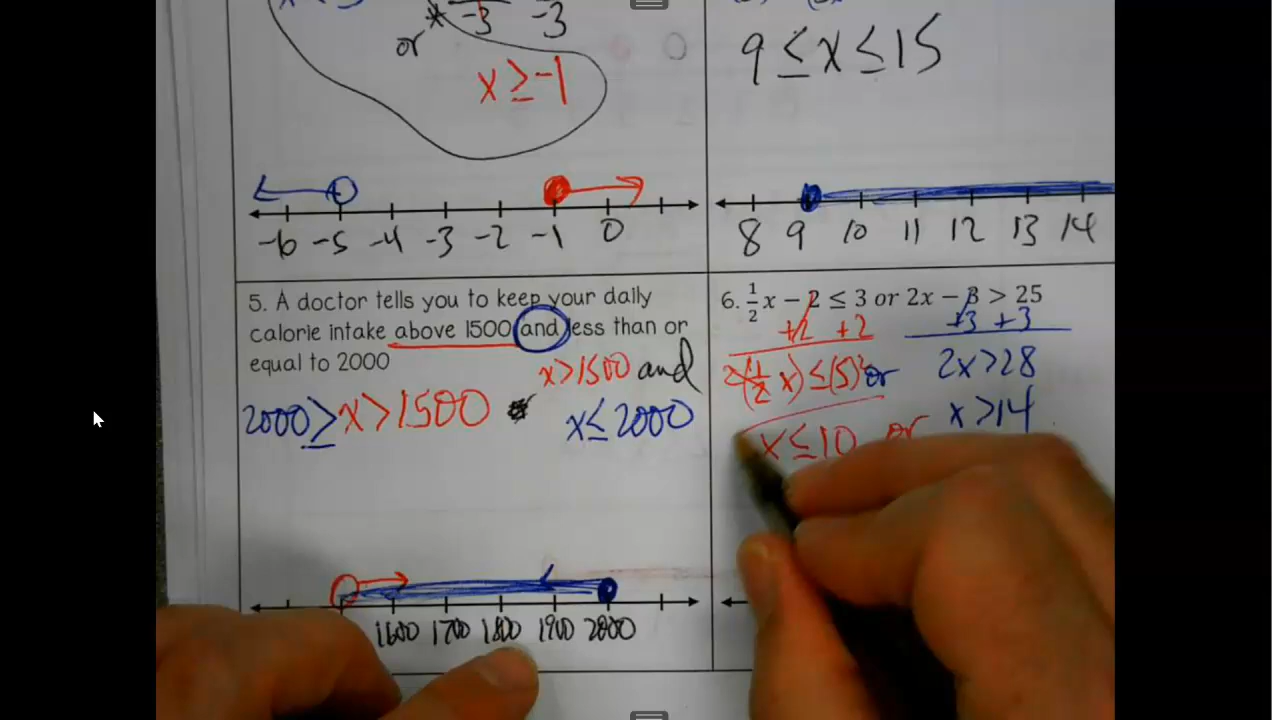 -3 -3
or
x ≥ -1
-6 -5 -4 -3 -2 -1 0
9 ≤ x ≤ 15
8 9 10 11 12 13 14
5. A doctor tells you to keep your daily
calorie intake above 1500 and less than or
equal to 2000
x > 1500 and
2000 ≥ x > 1500
x ≤ 2000
1600 1700 1800 1900 2000
6. 1/2 x − 2 ≤ 3 or 2x − 3 > 25
+2 +2 +3 +3
2(1/2 x) ≤ (5)2 or 2x > 28
x ≤ 10 or x > 14